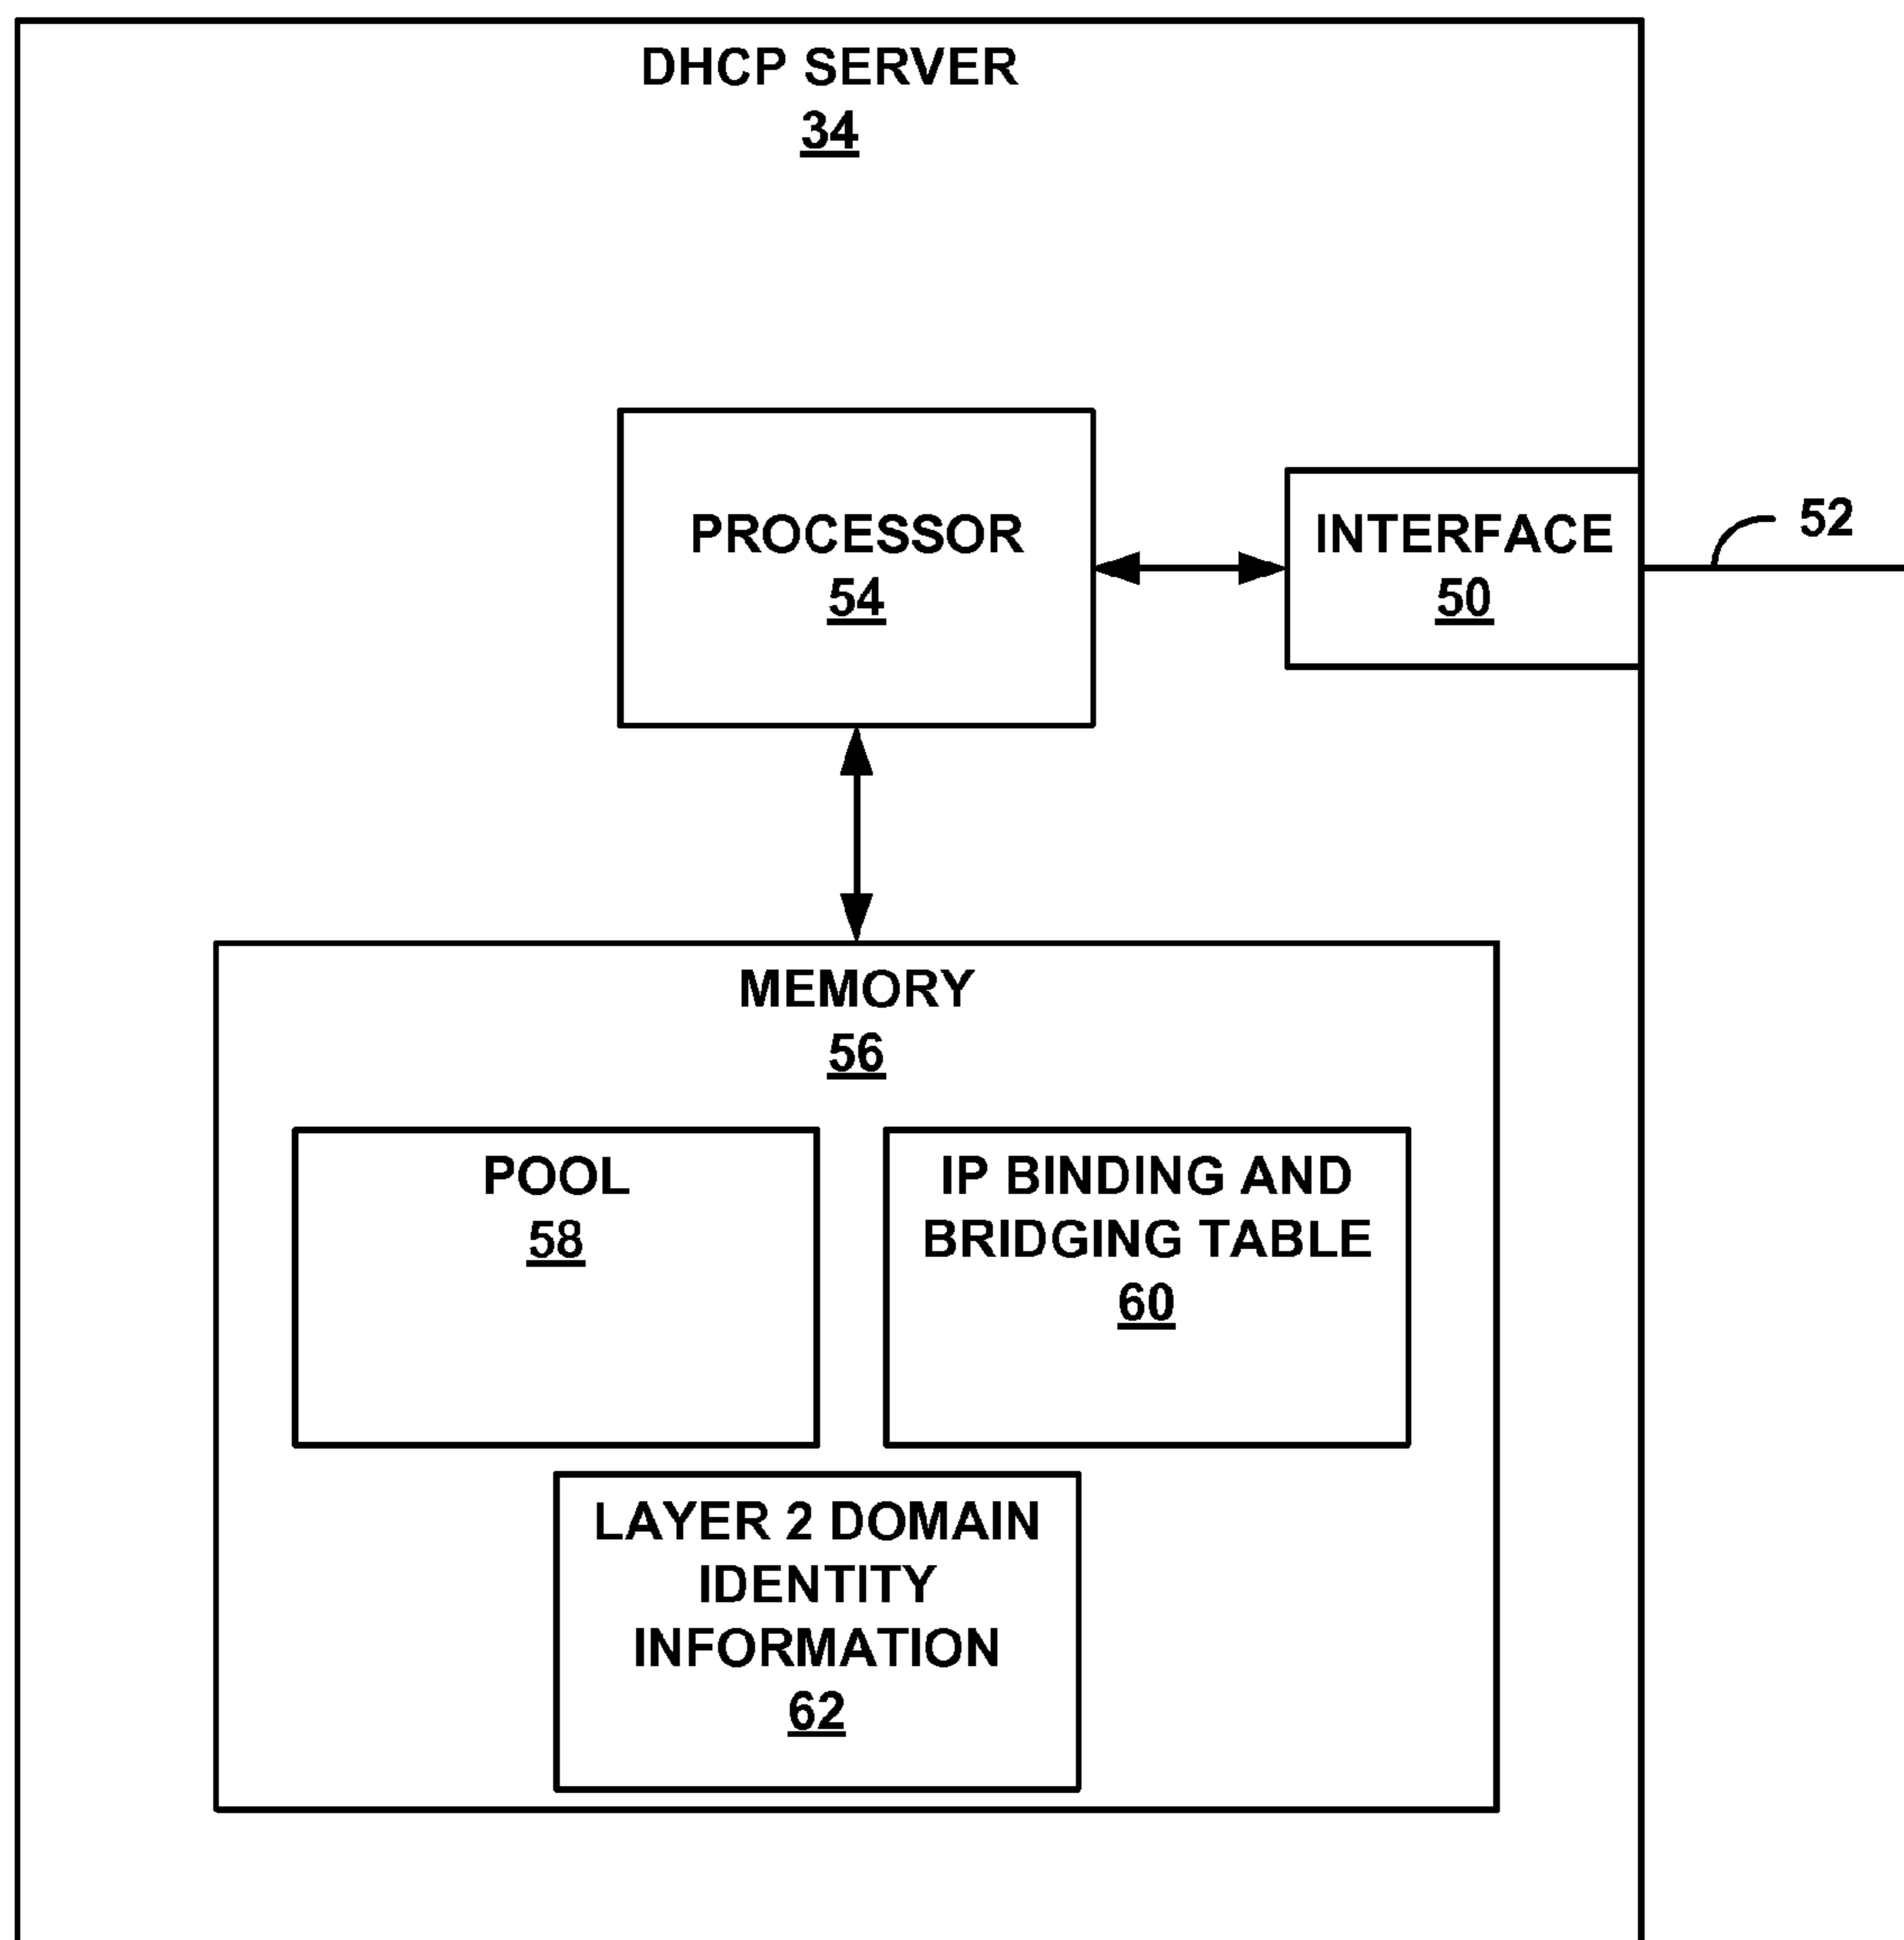 DHCP SERVER
34
PROCESSOR
54
INTERFACE
50
52
MEMORY
56
POOL
58
IP BINDING AND
BRIDGING TABLE
60
LAYER 2 DOMAIN
IDENTITY
INFORMATION
62